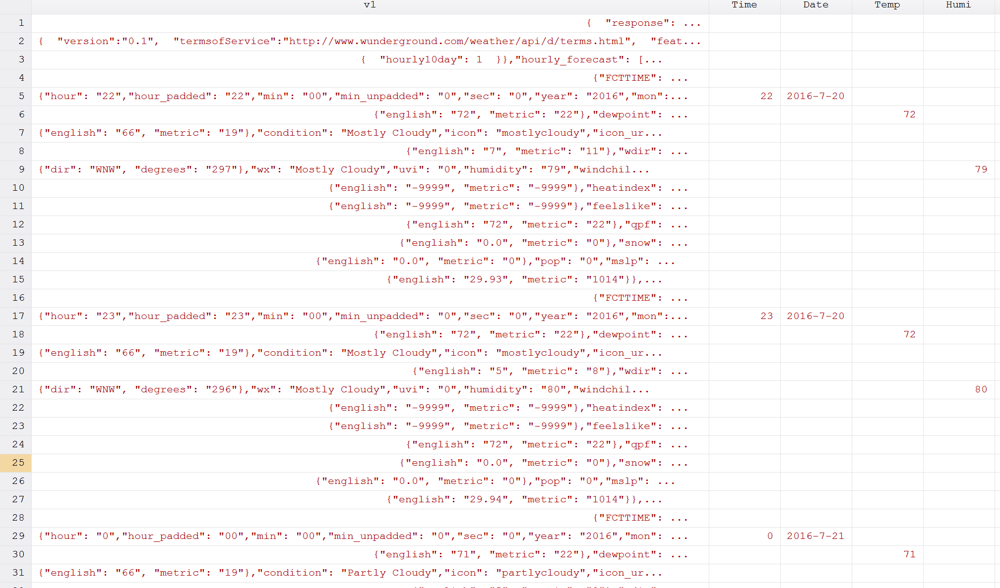 v1 Time Date Temp Humi
1 { "response": ...
2 { "version":"0.1", "termsofService":"http://www.wunderground.com/weather/api/d/terms.html", "feat...
3 { "hourly10day": 1 }},"hourly_forecast": [...
4 {"FCTTIME": ...
5 {"hour": "22","hour_padded": "22","min": "00","min_unpadded": "0","sec": "0","year": "2016","mon":... 22 2016-7-20
6 {"english": "72", "metric": "22"},"dewpoint": ... 72
7 {"english": "66", "metric": "19"},"condition": "Mostly Cloudy","icon": "mostlycloudy","icon_ur...
8 {"english": "7", "metric": "11"},"wdir": ...
9 {"dir": "WNW", "degrees": "297"},"wx": "Mostly Cloudy","uvi": "0","humidity": "79","windchil... 79
10 {"english": "-9999", "metric": "-9999"},"heatindex": ...
11 {"english": "-9999", "metric": "-9999"},"feelslike": ...
12 {"english": "72", "metric": "22"},"qpf": ...
13 {"english": "0.0", "metric": "0"},"snow": ...
14 {"english": "0.0", "metric": "0"},"pop": "0","mslp": ...
15 {"english": "29.93", "metric": "1014"}},...
16 {"FCTTIME": ...
17 {"hour": "23","hour_padded": "23","min": "00","min_unpadded": "0","sec": "0","year": "2016","mon":... 23 2016-7-20
18 {"english": "72", "metric": "22"},"dewpoint": ... 72
19 {"english": "66", "metric": "19"},"condition": "Mostly Cloudy","icon": "mostlycloudy","icon_ur...
20 {"english": "5", "metric": "8"},"wdir": ...
21 {"dir": "WNW", "degrees": "296"},"wx": "Mostly Cloudy","uvi": "0","humidity": "80","windchil... 80
22 {"english": "-9999", "metric": "-9999"},"heatindex": ...
23 {"english": "-9999", "metric": "-9999"},"feelslike": ...
24 {"english": "72", "metric": "22"},"qpf": ...
25 {"english": "0.0", "metric": "0"},"snow": ...
26 {"english": "0.0", "metric": "0"},"pop": "0","mslp": ...
27 {"english": "29.94", "metric": "1014"}},...
28 {"FCTTIME": ...
29 {"hour": "0","hour_padded": "00","min": "00","min_unpadded": "0","sec": "0","year": "2016","mon": ... 0 2016-7-21
30 {"english": "71", "metric": "22"},"dewpoint": ... 71
31 {"english": "66", "metric": "19"},"condition": "Partly Cloudy","icon": "partlycloudy","icon_ur...